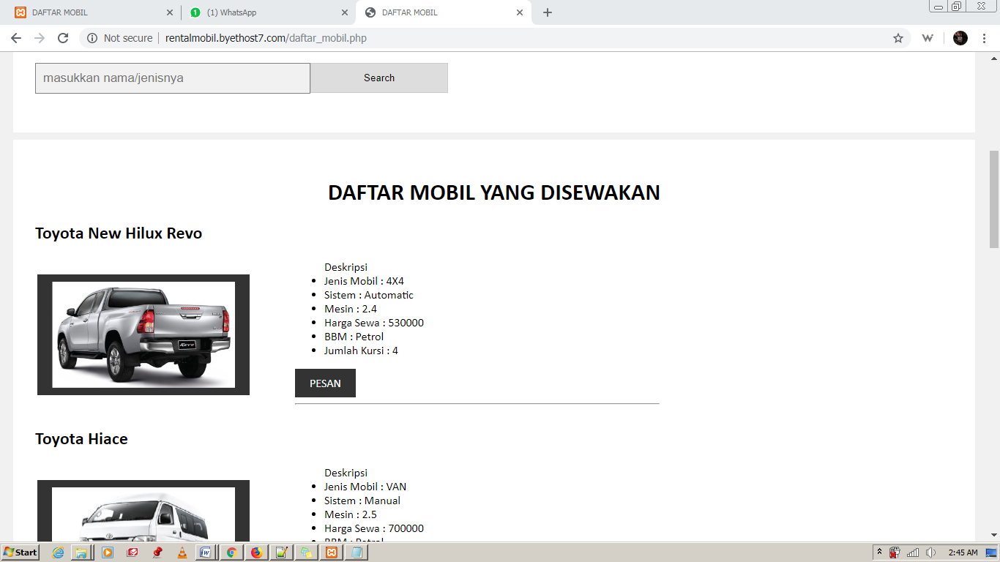 DAFTAR MOBIL
(1) WhatsApp
DAFTAR MOBIL
Not secure
rentalmobil.byethost7.com/daftar_mobil.php
masukkan nama/jenisnya
Search
DAFTAR MOBIL YANG DISEWAKAN
Toyota New Hilux Revo
Deskripsi
Jenis Mobil : 4X4
Sistem : Automatic
Mesin : 2.4
Harga Sewa : 530000
BBM : Petrol
Jumlah Kursi : 4
REVO
PESAN
Toyota Hiace
Deskripsi
Jenis Mobil : VAN
Sistem : Manual
Mesin : 2.5
Harga Sewa : 700000
BBM : Petrol
Start
2:45 AM